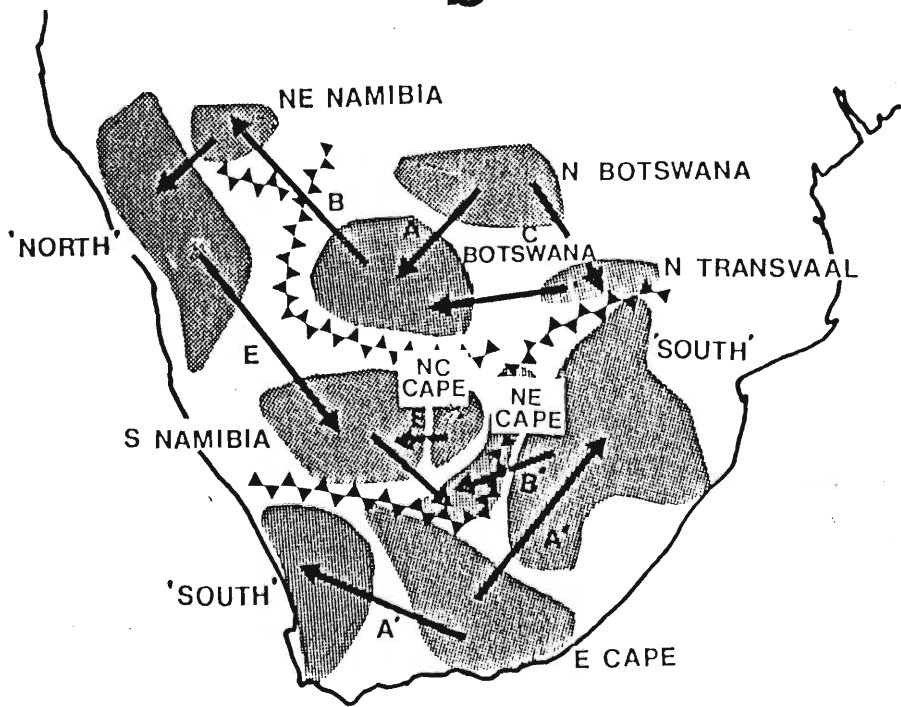 NE NAMIBIA
N BOTSWANA
B
A
C
BOTSWANA
'NORTH'
N TRANSVAAL
E
'SOUTH'
NC
CAPE
NE
CAPE
S NAMIBIA
B'
A'
'SOUTH'
A'
E CAPE